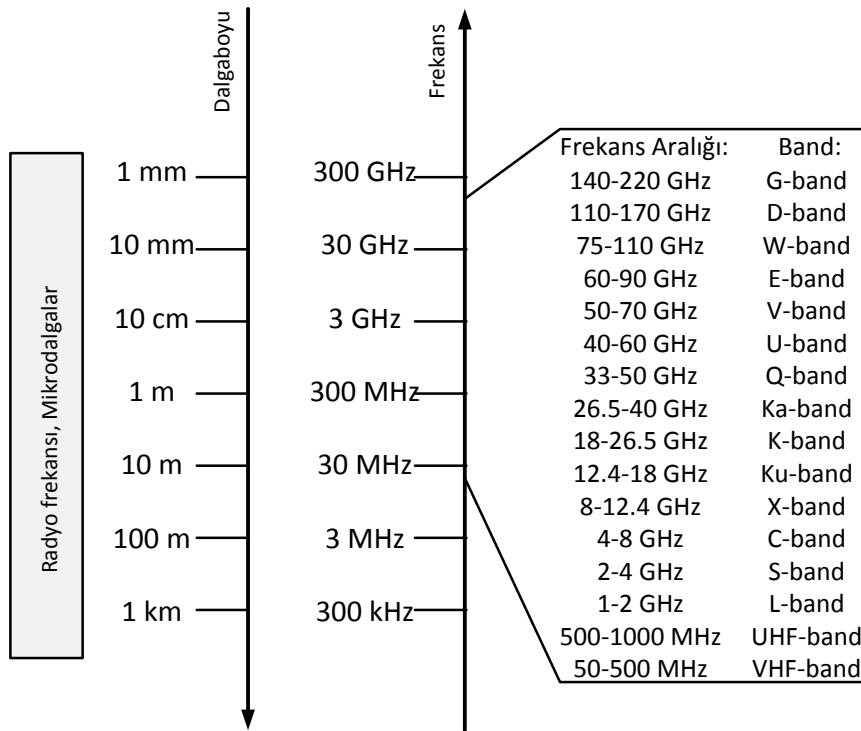 Dalgaboyu
Frekans
Radyo frekansı, Mikrodalgalar
1 mm 300 GHz
10 mm 30 GHz
10 cm 3 GHz
1 m 300 MHz
10 m 30 MHz
100 m 3 MHz
1 km 300 kHz
Frekans Aralığı: Band:
140-220 GHz G-band
110-170 GHz D-band
75-110 GHz W-band
60-90 GHz E-band
50-70 GHz V-band
40-60 GHz U-band
33-50 GHz Q-band
26.5-40 GHz Ka-band
18-26.5 GHz K-band
12.4-18 GHz Ku-band
8-12.4 GHz X-band
4-8 GHz C-band
2-4 GHz S-band
1-2 GHz L-band
500-1000 MHz UHF-band
50-500 MHz VHF-band